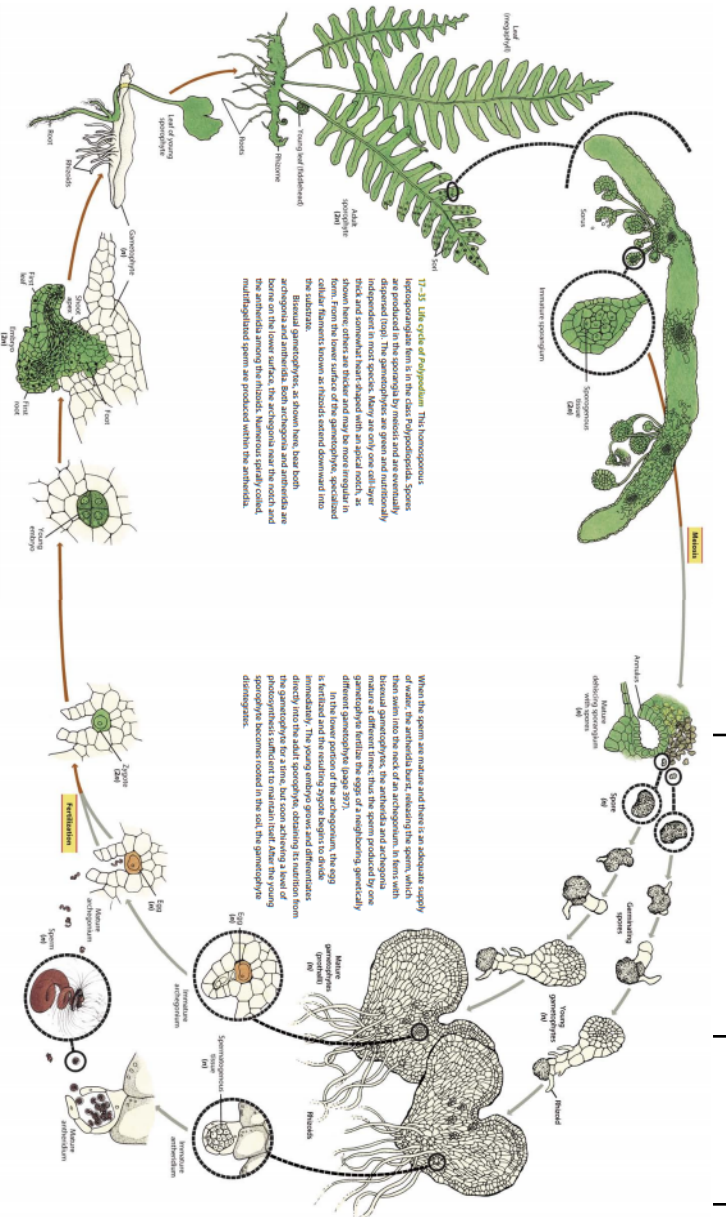 Leaf
(megaphyll)
Young leaf (fiddlehead)
Rhizome
Roots
Adult
sporophyte
(2n)
Sori
Sorus
Immature sporangium
Sporogenous
tissue
(2n)
Meiosis
Annulus
Mature
dehiscing sporangium
with spores
(n)
Spore
(n)
Germinating
spores
Young
gametophytes
(n)
Rhizoid
Mature
gametophytes
(prothalli)
(n)
Rhizoids
Egg
(n)
Immature
archegonium
Spermatogenous
tissue
(n)
Immature
antheridium
Mature
antheridium
Sperm
(n)
Mature
archegonium
Egg
(n)
Fertilization
Zygote
(2n)
Young
embryo
Foot
Shoot
apex
First
leaf
Embryo
(2n)
First
root
Gametophyte
(n)
Leaf of young
sporophyte
Rhizoids
Root
17–35 Life cycle of Polypodium This homosporous
leptosporangiate fern is in the class Polypodiopsida. Spores
are produced in the sporangia by meiosis and are eventually
dispersed (top). The gametophytes are green and nutritionally
independent in most species. Many are only one cell-layer
thick and somewhat heart-shaped with an apical notch, as
shown here; others are thicker and may be more irregular in
form. From the lower surface of the gametophyte, specialized
cellular filaments known as rhizoids extend downward into
the substrate.
Bisexual gametophytes, as shown here, bear both
archegonia and antheridia. Both archegonia and antheridia are
borne on the lower surface, the archegonia near the notch and
the antheridia among the rhizoids. Numerous spirally coiled,
multiflagellated sperm are produced within the antheridia.
When the sperm are mature and there is an adequate supply
of water, the antheridia burst, releasing the sperm, which
then swim into the neck of an archegonium. In ferns with
bisexual gametophytes, the antheridia and archegonia
mature at different times; thus the sperm produced by one
gametophyte fertilize the eggs of a neighboring, genetically
different gametophyte (page 397).
In the lower portion of the archegonium, the egg
is fertilized and the resulting zygote begins to divide
immediately. The young embryo grows and differentiates
directly into the adult sporophyte, obtaining its nutrition from
the gametophyte for a time, but soon achieving a level of
photosynthesis sufficient to maintain itself. After the young
sporophyte becomes rooted in the soil, the gametophyte
disintegrates.